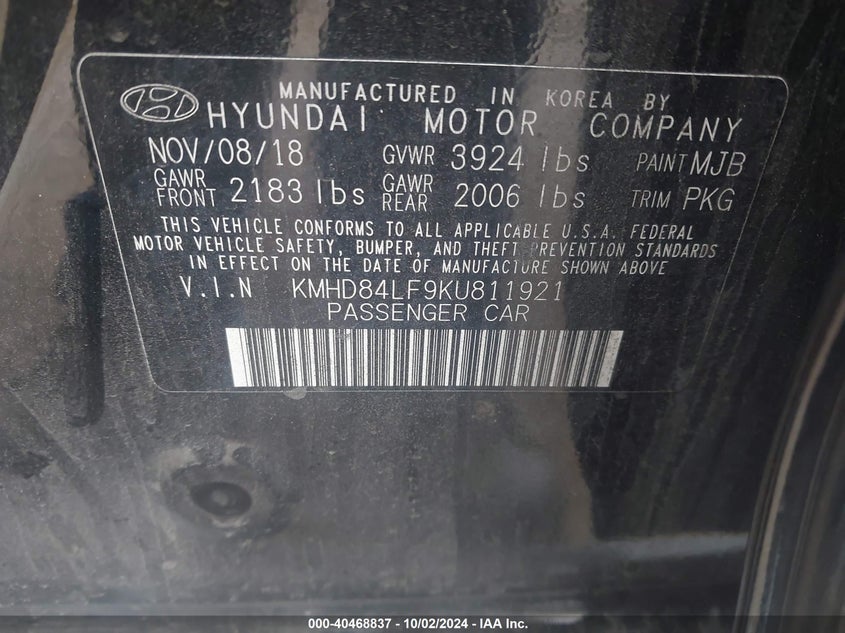 MANUFACTURED IN KOREA BY
HYUNDAI MOTOR COMPANY
NOV/08/18 GVWR 3924 lbs PAINT MJB
GAWR FRONT 2183 lbs GAWR REAR 2006 lbs TRIM PKG
THIS VEHICLE CONFORMS TO ALL APPLICABLE U.S.A. FEDERAL
MOTOR VEHICLE SAFETY, BUMPER, AND THEFT PREVENTION STANDARDS
IN EFFECT ON THE DATE OF MANUFACTURE SHOWN ABOVE
V.I.N KMHD84LF9KU811921
PASSENGER CAR
000-40468837 - 10/02/2024 - IAA Inc.